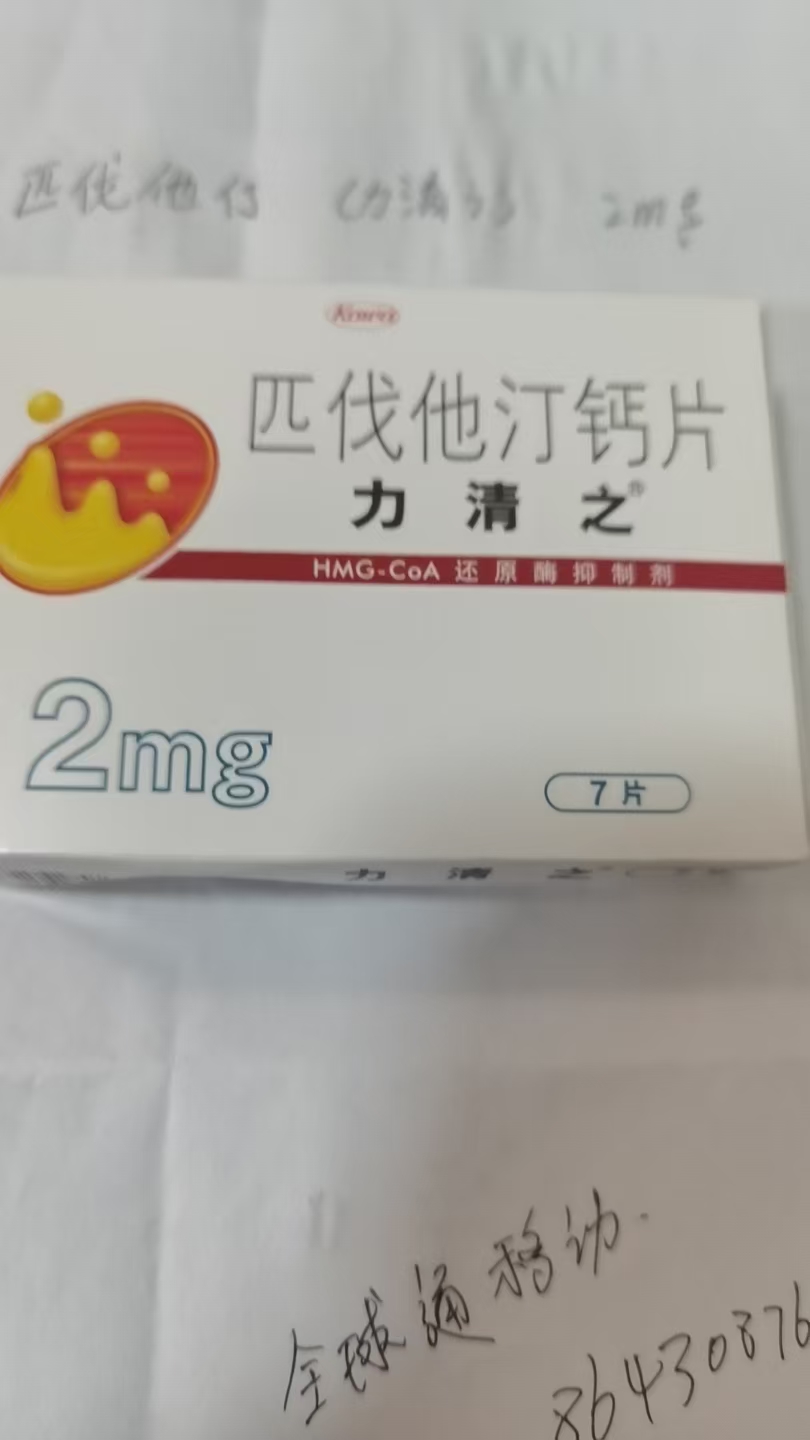 匹伐他汀 (力清之) 2mg
Kowa
匹伐他汀钙片
力清之®
HMG-CoA 还原酶抑制剂
2mg
7片
力清之
全球通移动.
86430876